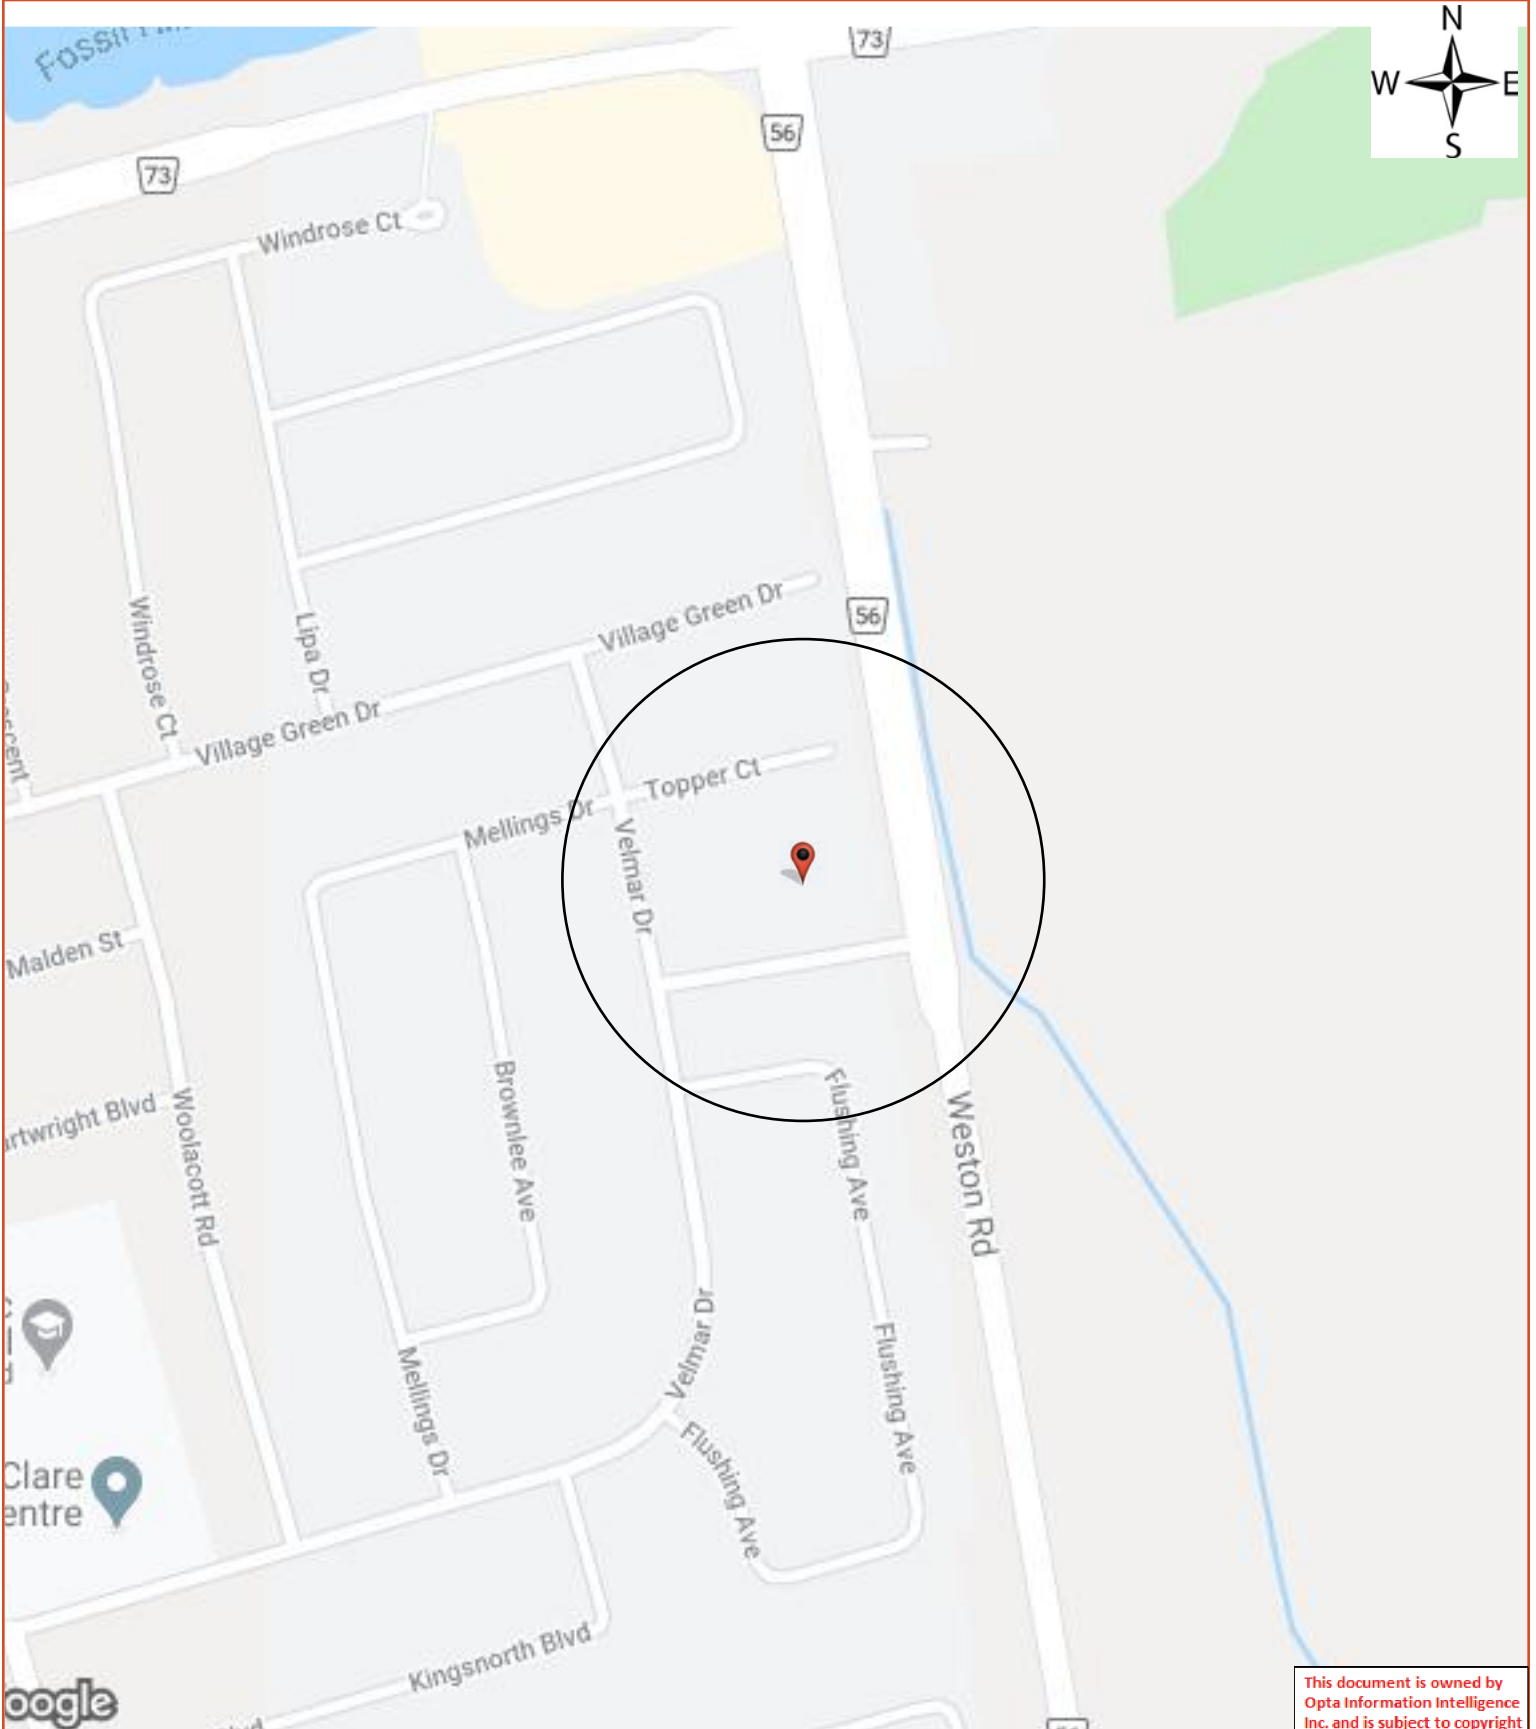 N
W E
S
73
56
73
Windrose Ct
Village Green Dr
56
Windrose Ct
Lipa Dr
Village Green Dr
Topper Ct
Mellings Dr
Velmar Dr
Malden St
Brownlee Ave
Flushing Ave
Woolacott Rd
Weston Rd
Velmar Dr
Flushing Ave
Mellings Dr
Flushing Ave
Clare
entre
Kingsnorth Blvd
oogle
This document is owned by
Opta Information Intelligence
Inc. and is subject to copyright